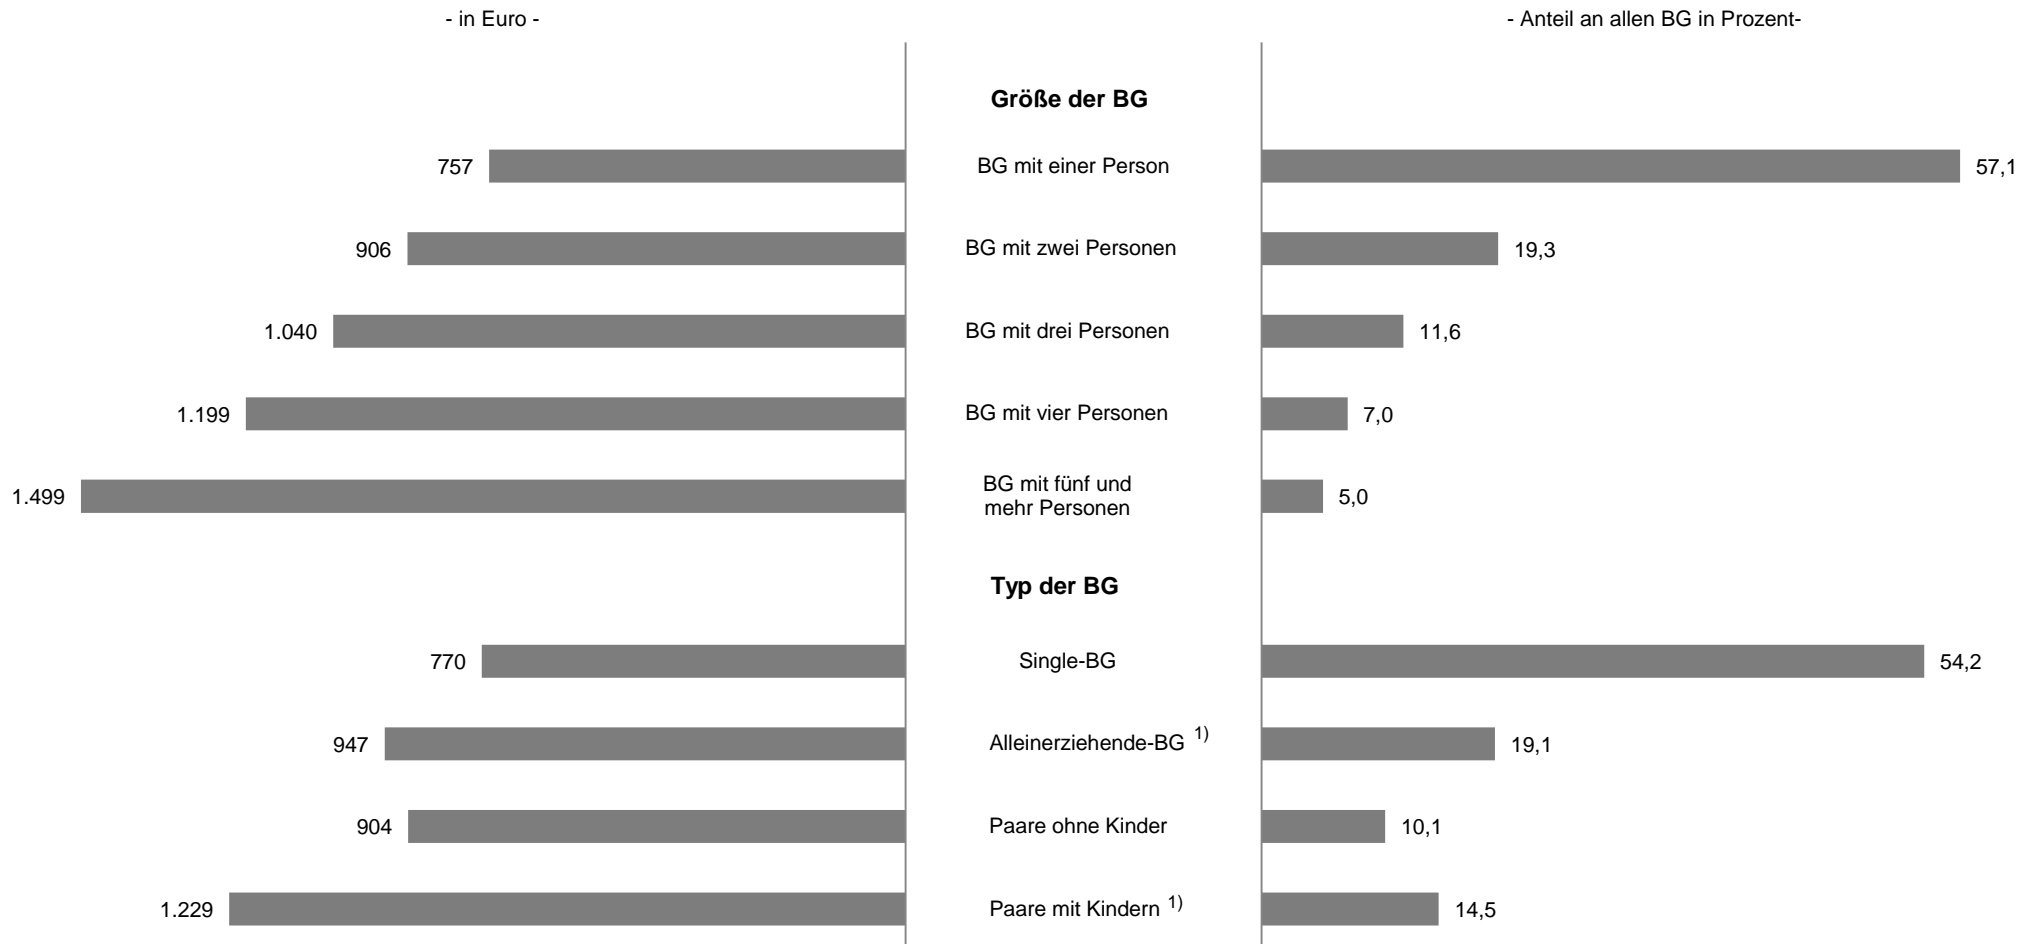 - in Euro -
- Anteil an allen BG in Prozent-
Größe der BG
757 BG mit einer Person 57,1
906 BG mit zwei Personen 19,3
1.040 BG mit drei Personen 11,6
1.199 BG mit vier Personen 7,0
1.499 BG mit fünf und
mehr Personen 5,0
Typ der BG
770 Single-BG 54,2
947 Alleinerziehende-BG 1) 19,1
904 Paare ohne Kinder 10,1
1.229 Paare mit Kindern 1) 14,5